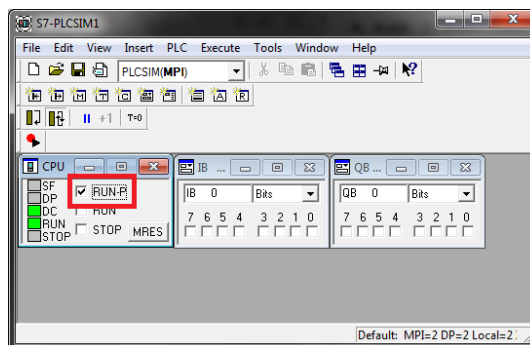 S7-PLCSIM1
File Edit View Insert PLC Execute Tools Window Help
PLCSIM(MPI)
+1 T=0
CPU
IB ...
QB ...
SF
DP
DC
RUN
STOP
RUN-P
RUN
STOP
MRES
IB 0 Bits
7 6 5 4 3 2 1 0
QB 0 Bits
7 6 5 4 3 2 1 0
Default: MPI=2 DP=2 Local=2